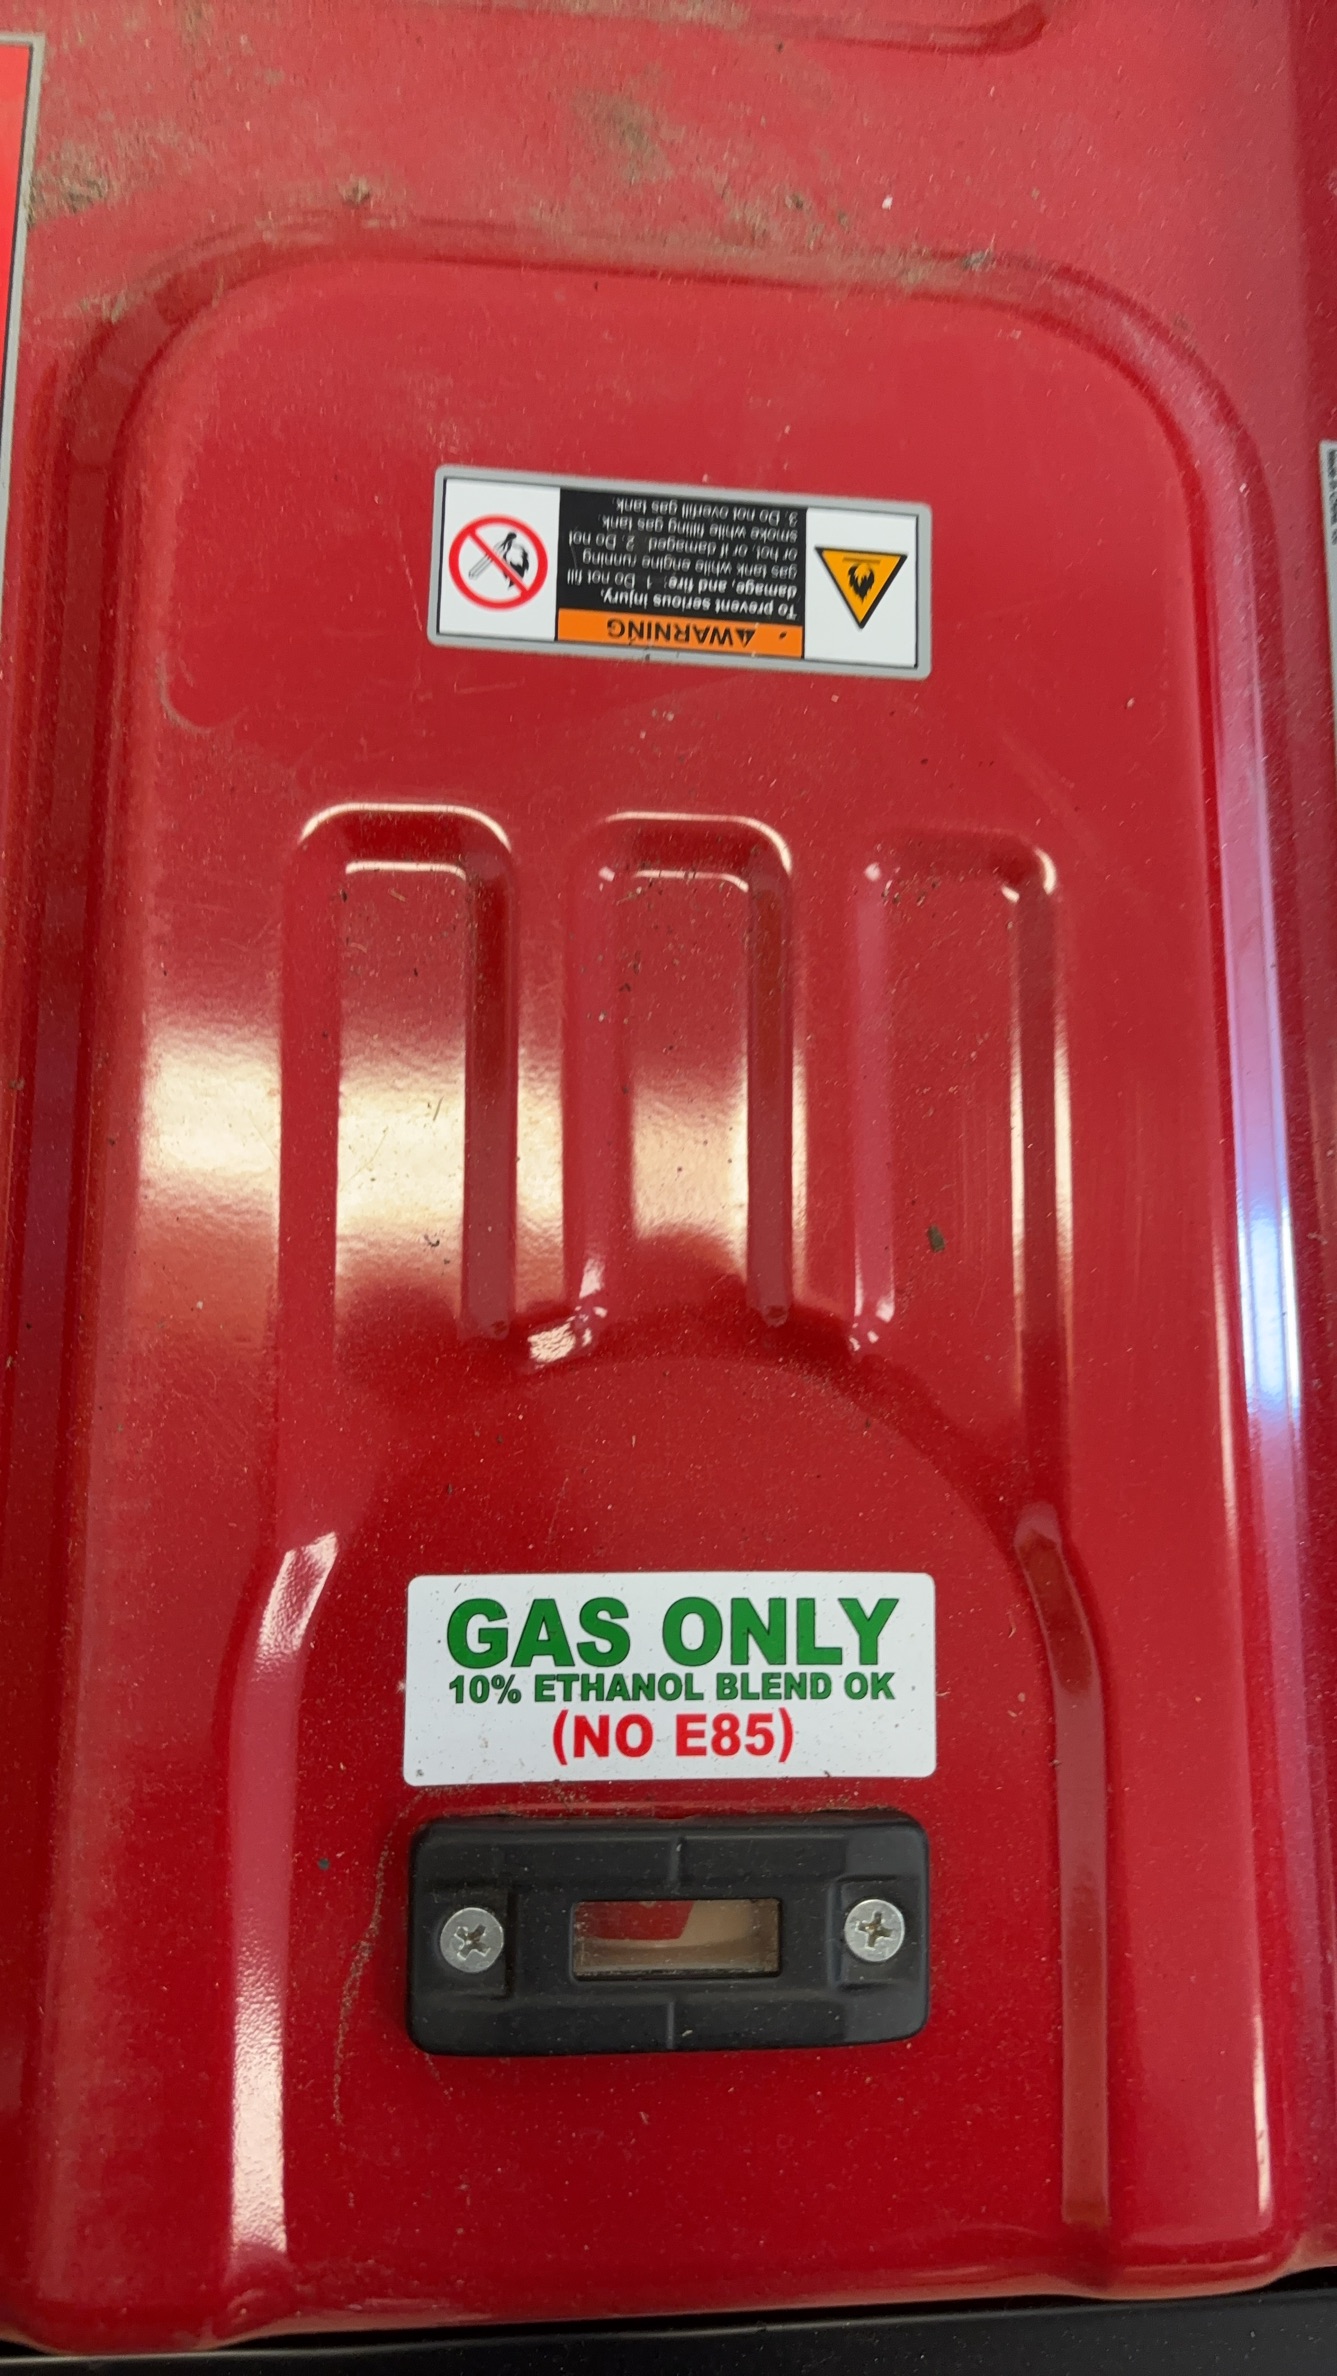 ⚠WARNING
To prevent serious injury,
damage, and fire: 1. Do not fill
gas tank while engine running
or hot, or if damaged. 2. Do not
smoke while filling gas tank.
3. Do not overfill gas tank.
GAS ONLY
10% ETHANOL BLEND OK
(NO E85)